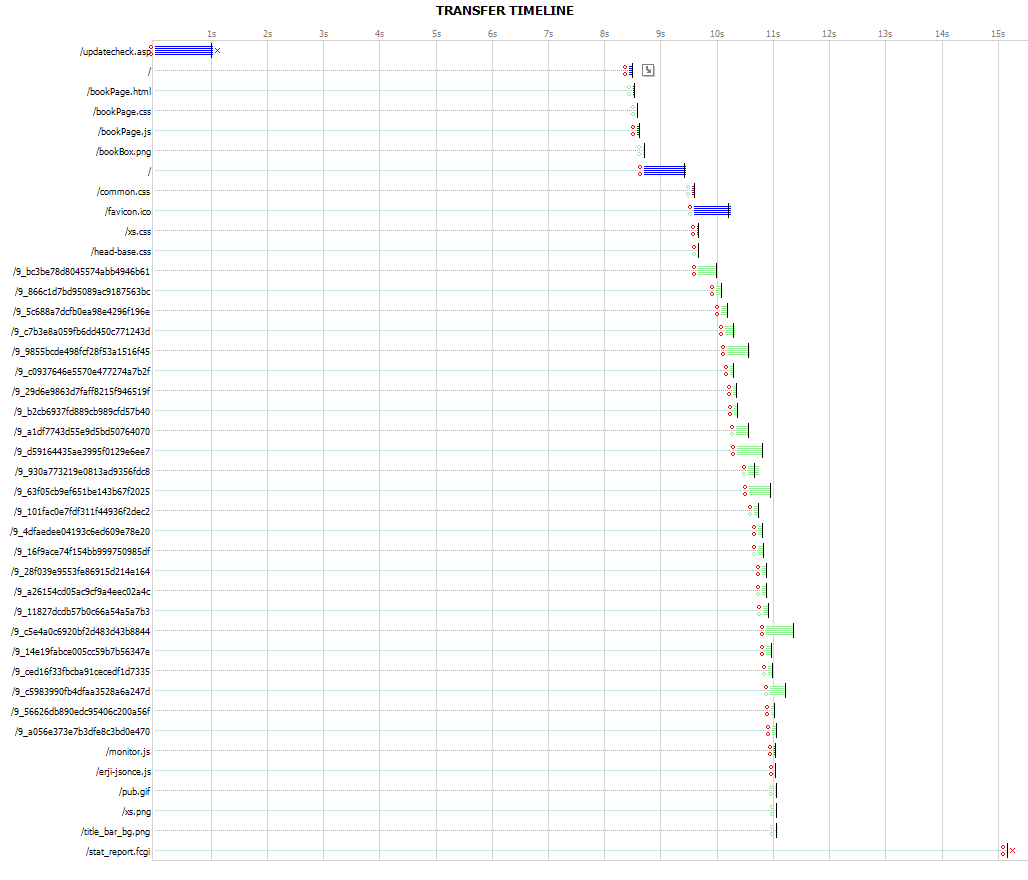 TRANSFER TIMELINE
1s 2s 3s 4s 5s 6s 7s 8s 9s 10s 11s 12s 13s 14s 15s
/updatecheck.asp
/
/bookPage.html
/bookPage.css
/bookPage.js
/bookBox.png
/
/common.css
/favicon.ico
/xs.css
/head-base.css
/9_bc3be78d8045574abb4946b61
/9_866c1d7bd95089ac9187563bc
/9_5c688a7dcfb0ea98e4296f196e
/9_c7b3e8a059fb6dd450c771243d
/9_9855bcde498fcf28f53a1516f45
/9_c0937646e5570e477274a7b2f
/9_29d6e9863d7faff8215f946519f
/9_b2cb6937fd889cb989cfd57b40
/9_a1df7743d55e9d5bd50764070
/9_d59164435ae3995f0129e6ee7
/9_930a773219e0813ad9356fdc8
/9_63f05cb9ef651be143b67f2025
/9_101fac0e7fdf311f44936f2dec2
/9_4dfaedee04193c6ed609e78e20
/9_16f9ace74f154bb999750985df
/9_28f039e9553fe86915d214e164
/9_a26154cd05ac9cf9a4eec02a4c
/9_11827dcdb57b0c66a54a5a7b3
/9_c5e4a0c6920bf2d483d43b8844
/9_14e19fabce005cc59b7b56347e
/9_ced16f33fbcba91cecedf1d7335
/9_c5983990fb4dfaa3528a6a247d
/9_56626db890edc95406c200a56f
/9_a056e373e7b3dfe8c3bd0e470
/monitor.js
/erji-jsonce.js
/pub.gif
/xs.png
/title_bar_bg.png
/stat_report.fcgi